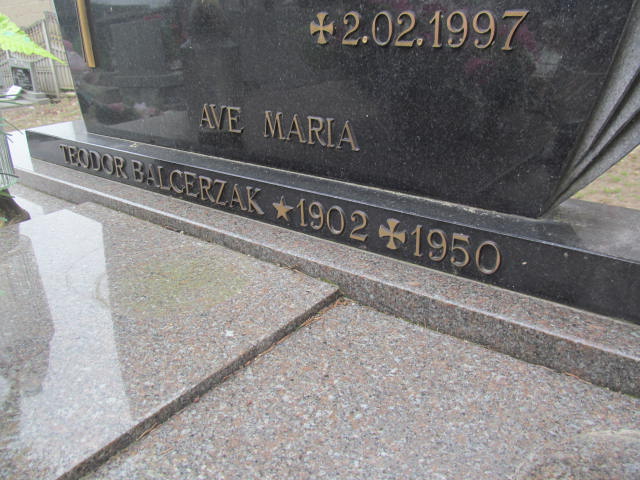 ✠ 2.02.1997
AVE MARIA
TEODOR BALCERZAK ★ 1902 ✠ 1950